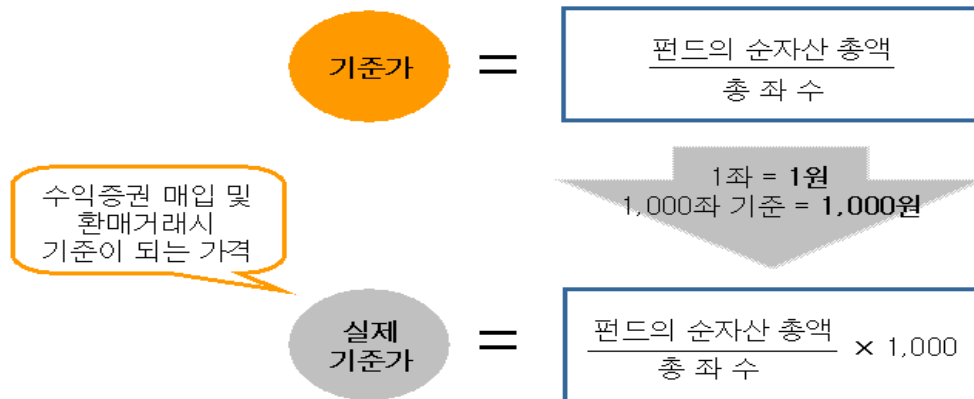 기준가 = 펀드의 순자산 총액
총 좌 수
1좌 = 1원
1,000좌 기준 = 1,000원
수익증권 매입 및
환매거래시
기준이 되는 가격
실제
기준가
= 펀드의 순자산 총액
총 좌 수
× 1,000